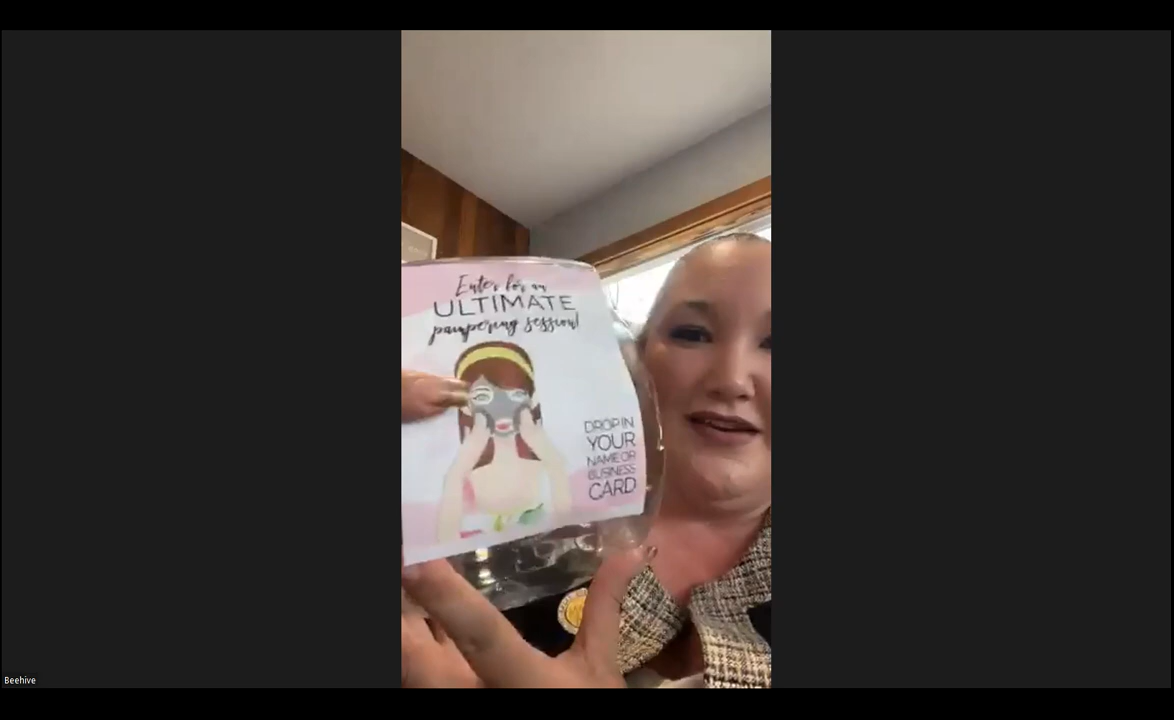 Enter for an
ULTIMATE
pampering session!
DROP IN
YOUR
NAME OR
BUSINESS
CARD
Beehive